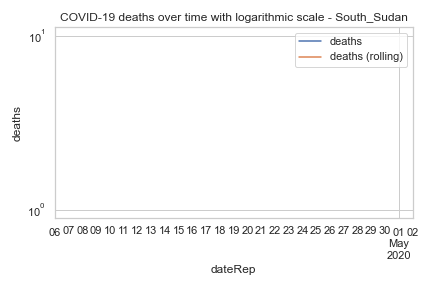 COVID-19 deaths over time with logarithmic scale - South_Sudan
10¹
deaths
deaths (rolling)
deaths
10⁰
06 07 08 09 10 11 12 13 14 15 16 17 18 19 20 21 22 23 24 25 26 27 28 29 30 01 02
May
2020
dateRep